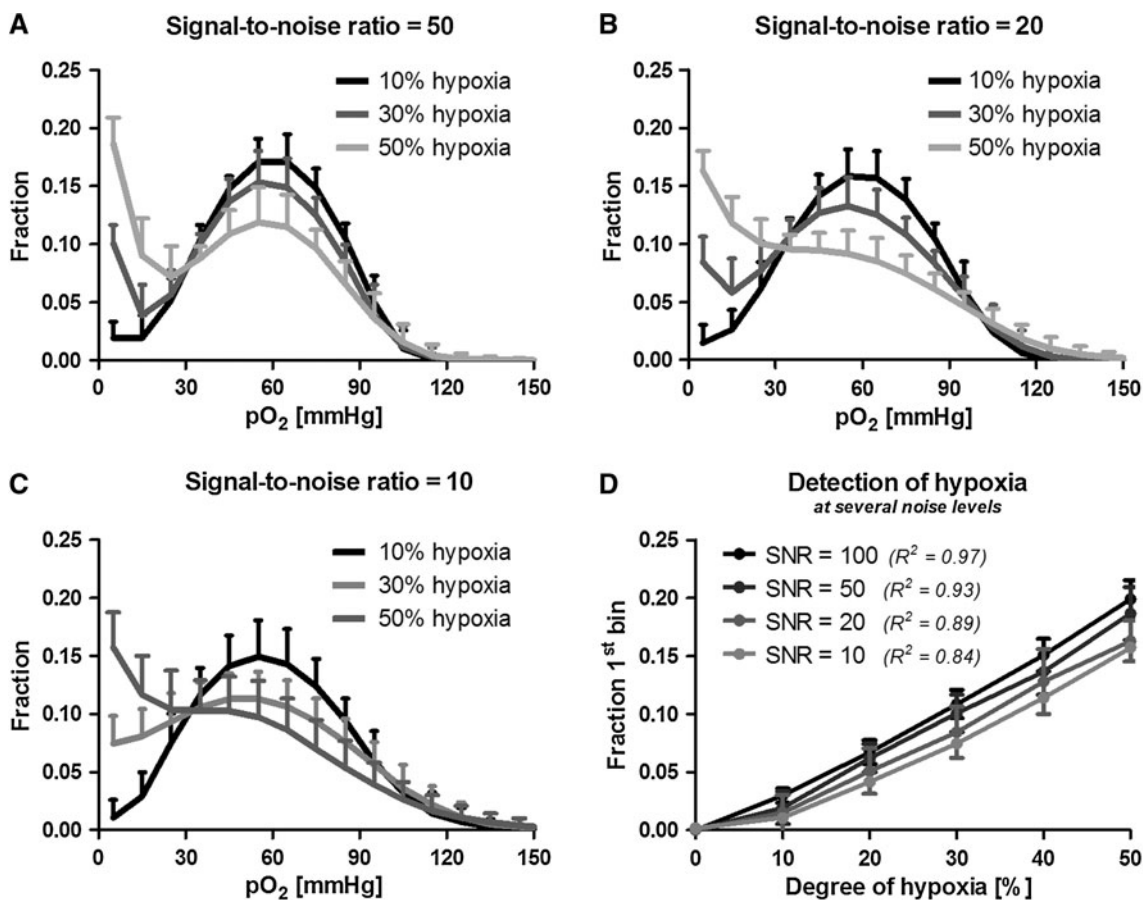 A
Signal-to-noise ratio = 50
0.25
0.20
0.15
0.10
0.05
0.00
Fraction
10% hypoxia
30% hypoxia
50% hypoxia
0 30 60 90 120 150
pO₂ [mmHg]
B
Signal-to-noise ratio = 20
0.25
0.20
0.15
0.10
0.05
0.00
Fraction
10% hypoxia
30% hypoxia
50% hypoxia
0 30 60 90 120 150
pO₂ [mmHg]
C
Signal-to-noise ratio = 10
0.25
0.20
0.15
0.10
0.05
0.00
Fraction
10% hypoxia
30% hypoxia
50% hypoxia
0 30 60 90 120 150
pO₂ [mmHg]
D
Detection of hypoxia
at several noise levels
0.25
0.20
0.15
0.10
0.05
0.00
Fraction 1st bin
SNR = 100 (R² = 0.97)
SNR = 50 (R² = 0.93)
SNR = 20 (R² = 0.89)
SNR = 10 (R² = 0.84)
0 10 20 30 40 50
Degree of hypoxia [%]